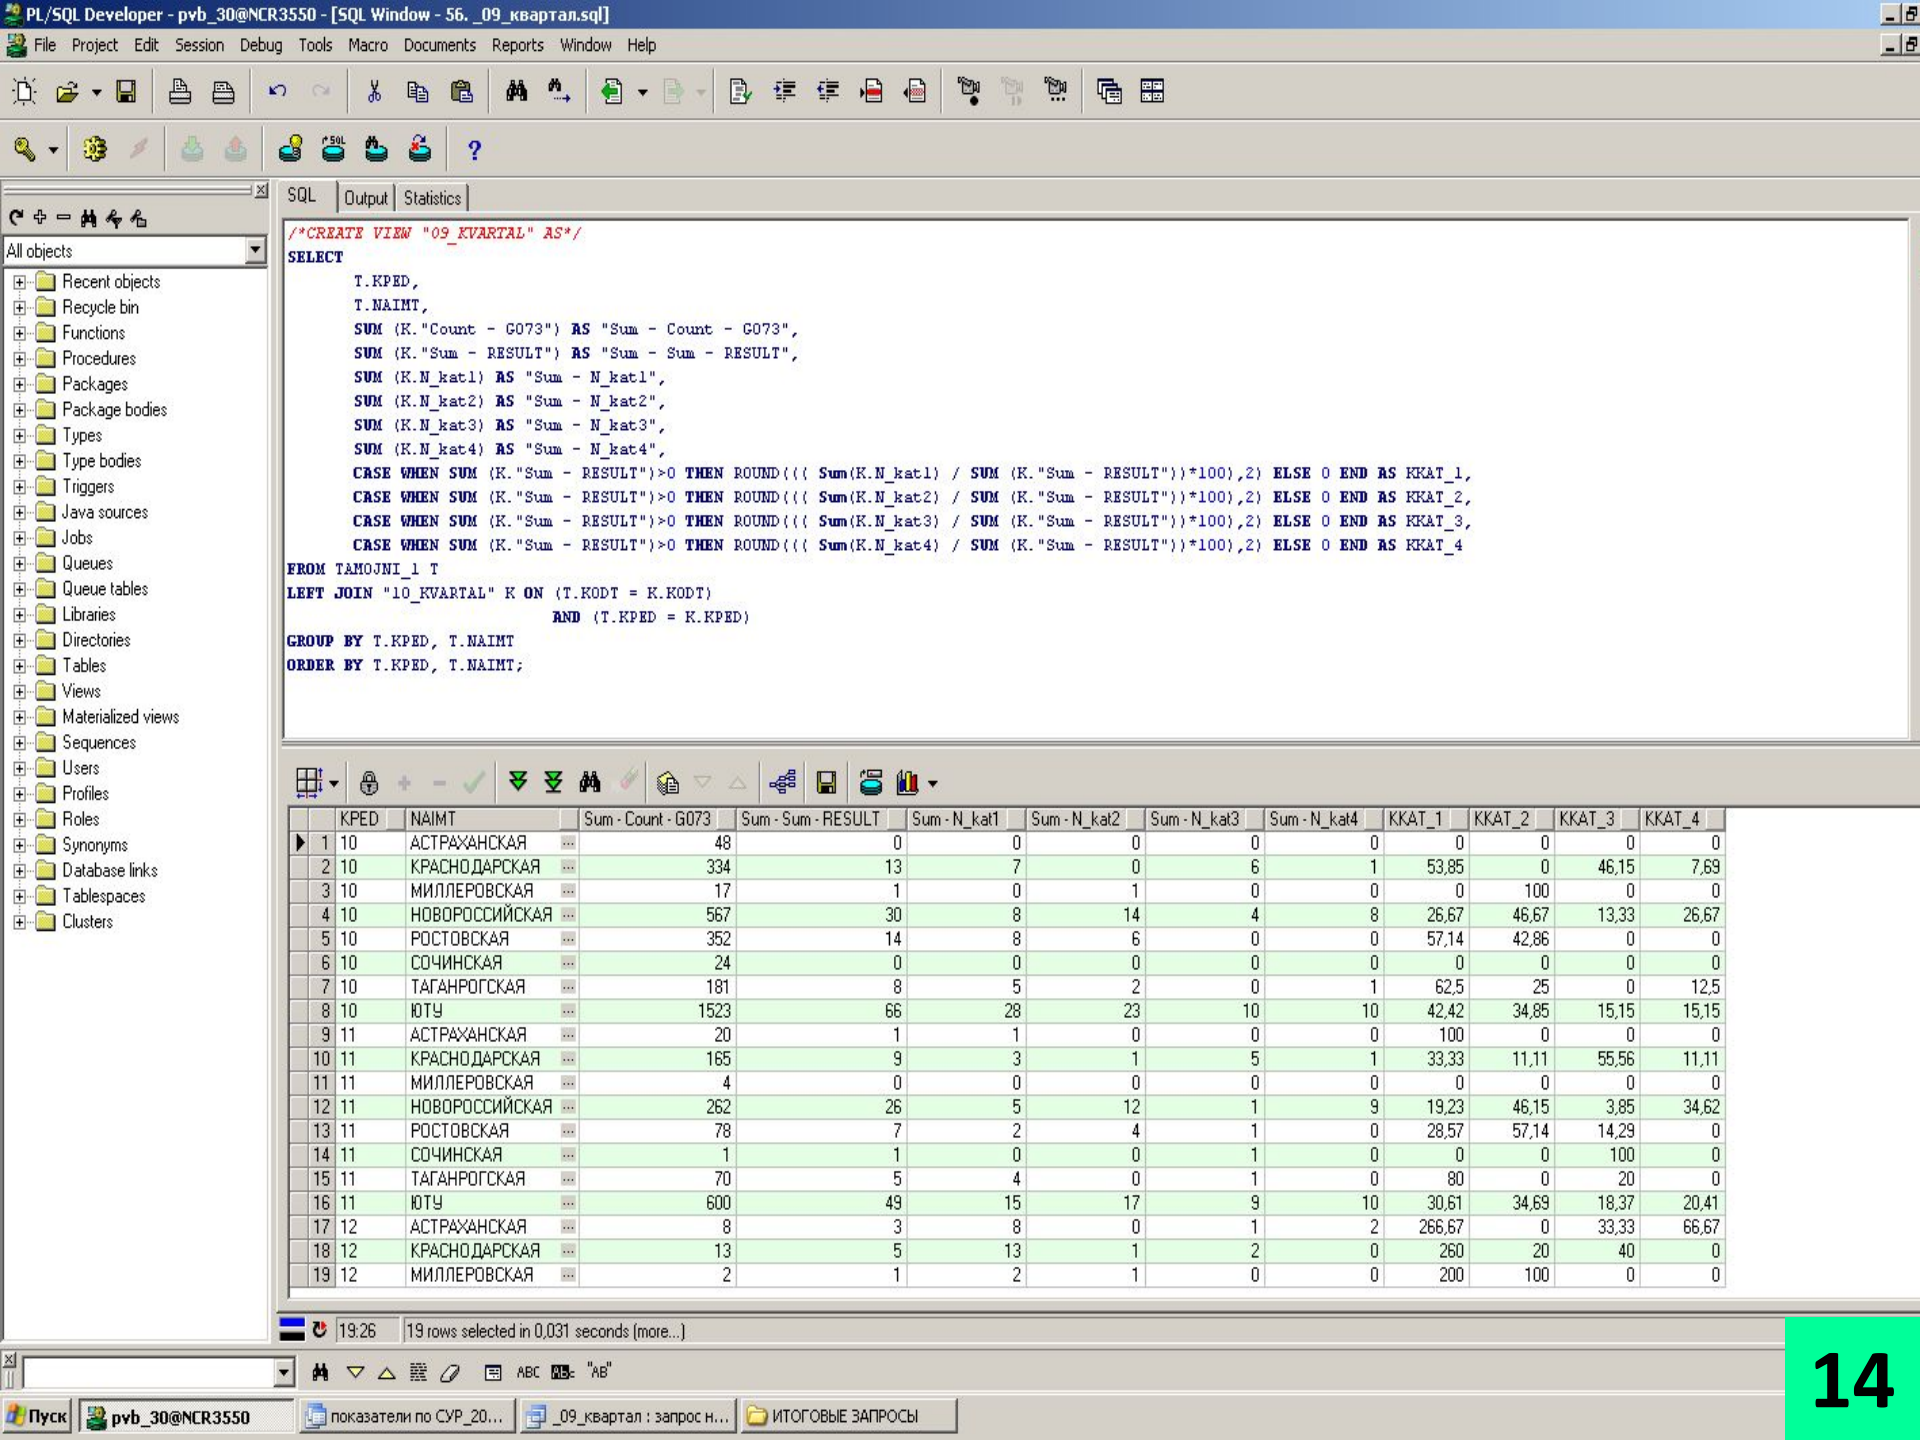 PL/SQL Developer - pvb_30@NCR3550 - [SQL Window - 56. _09_квартал.sql]
File Project Edit Session Debug Tools Macro Documents Reports Window Help
SQL Output Statistics
All objects
Recent objects
Recycle bin
Functions
Procedures
Packages
Package bodies
Types
Type bodies
Triggers
Java sources
Jobs
Queues
Queue tables
Libraries
Directories
Tables
Views
Materialized views
Sequences
Users
Profiles
Roles
Synonyms
Database links
Tablespaces
Clusters
/*CREATE VIEW "09_KVARTAL" AS*/
SELECT
T.KPED,
T.NAIMT,
SUM (K."Count - G073") AS "Sum - Count - G073",
SUM (K."Sum - RESULT") AS "Sum - Sum - RESULT",
SUM (K.N_kat1) AS "Sum - N_kat1",
SUM (K.N_kat2) AS "Sum - N_kat2",
SUM (K.N_kat3) AS "Sum - N_kat3",
SUM (K.N_kat4) AS "Sum - N_kat4",
CASE WHEN SUM (K."Sum - RESULT")>0 THEN ROUND((( Sum(K.N_kat1) / SUM (K."Sum - RESULT"))*100),2) ELSE 0 END AS KKAT_1,
CASE WHEN SUM (K."Sum - RESULT")>0 THEN ROUND((( Sum(K.N_kat2) / SUM (K."Sum - RESULT"))*100),2) ELSE 0 END AS KKAT_2,
CASE WHEN SUM (K."Sum - RESULT")>0 THEN ROUND((( Sum(K.N_kat3) / SUM (K."Sum - RESULT"))*100),2) ELSE 0 END AS KKAT_3,
CASE WHEN SUM (K."Sum - RESULT")>0 THEN ROUND((( Sum(K.N_kat4) / SUM (K."Sum - RESULT"))*100),2) ELSE 0 END AS KKAT_4
FROM TAMOJNI_1 T
LEFT JOIN "10_KVARTAL" K ON (T.KODT = K.KODT)
AND (T.KPED = K.KPED)
GROUP BY T.KPED, T.NAIMT
ORDER BY T.KPED, T.NAIMT;
KPED NAIMT Sum - Count - G073 Sum - Sum - RESULT Sum - N_kat1 Sum - N_kat2 Sum - N_kat3 Sum - N_kat4 KKAT_1 KKAT_2 KKAT_3 KKAT_4
1 10 АСТРАХАНСКАЯ ... 48 0 0 0 0 0 0 0 0 0
2 10 КРАСНОДАРСКАЯ ... 334 13 7 0 6 1 53,85 0 46,15 7,69
3 10 МИЛЛЕРОВСКАЯ ... 17 1 0 1 0 0 0 100 0 0
4 10 НОВОРОССИЙСКАЯ ... 567 30 8 14 4 8 26,67 46,67 13,33 26,67
5 10 РОСТОВСКАЯ ... 352 14 8 6 0 0 57,14 42,86 0 0
6 10 СОЧИНСКАЯ ... 24 0 0 0 0 0 0 0 0 0
7 10 ТАГАНРОГСКАЯ ... 181 8 5 2 0 1 62,5 25 0 12,5
8 10 ЮТУ ... 1523 66 28 23 10 10 42,42 34,85 15,15 15,15
9 11 АСТРАХАНСКАЯ ... 20 1 1 0 0 0 100 0 0 0
10 11 КРАСНОДАРСКАЯ ... 165 9 3 1 5 1 33,33 11,11 55,56 11,11
11 11 МИЛЛЕРОВСКАЯ ... 4 0 0 0 0 0 0 0 0 0
12 11 НОВОРОССИЙСКАЯ ... 262 26 5 12 1 9 19,23 46,15 3,85 34,62
13 11 РОСТОВСКАЯ ... 78 7 2 4 1 0 28,57 57,14 14,29 0
14 11 СОЧИНСКАЯ ... 1 1 0 0 1 0 0 0 100 0
15 11 ТАГАНРОГСКАЯ ... 70 5 4 0 1 0 80 0 20 0
16 11 ЮТУ ... 600 49 15 17 9 10 30,61 34,69 18,37 20,41
17 12 АСТРАХАНСКАЯ ... 8 3 8 0 1 2 266,67 0 33,33 66,67
18 12 КРАСНОДАРСКАЯ ... 13 5 13 1 2 0 260 20 40 0
19 12 МИЛЛЕРОВСКАЯ ... 2 1 2 1 0 0 200 100 0 0
19:26 19 rows selected in 0,031 seconds (more...)
ABC "AB"
14
Пуск pvb_30@NCR3550 показатели по СУР_20... _09_квартал : запрос н... ИТОГОВЫЕ ЗАПРОСЫ